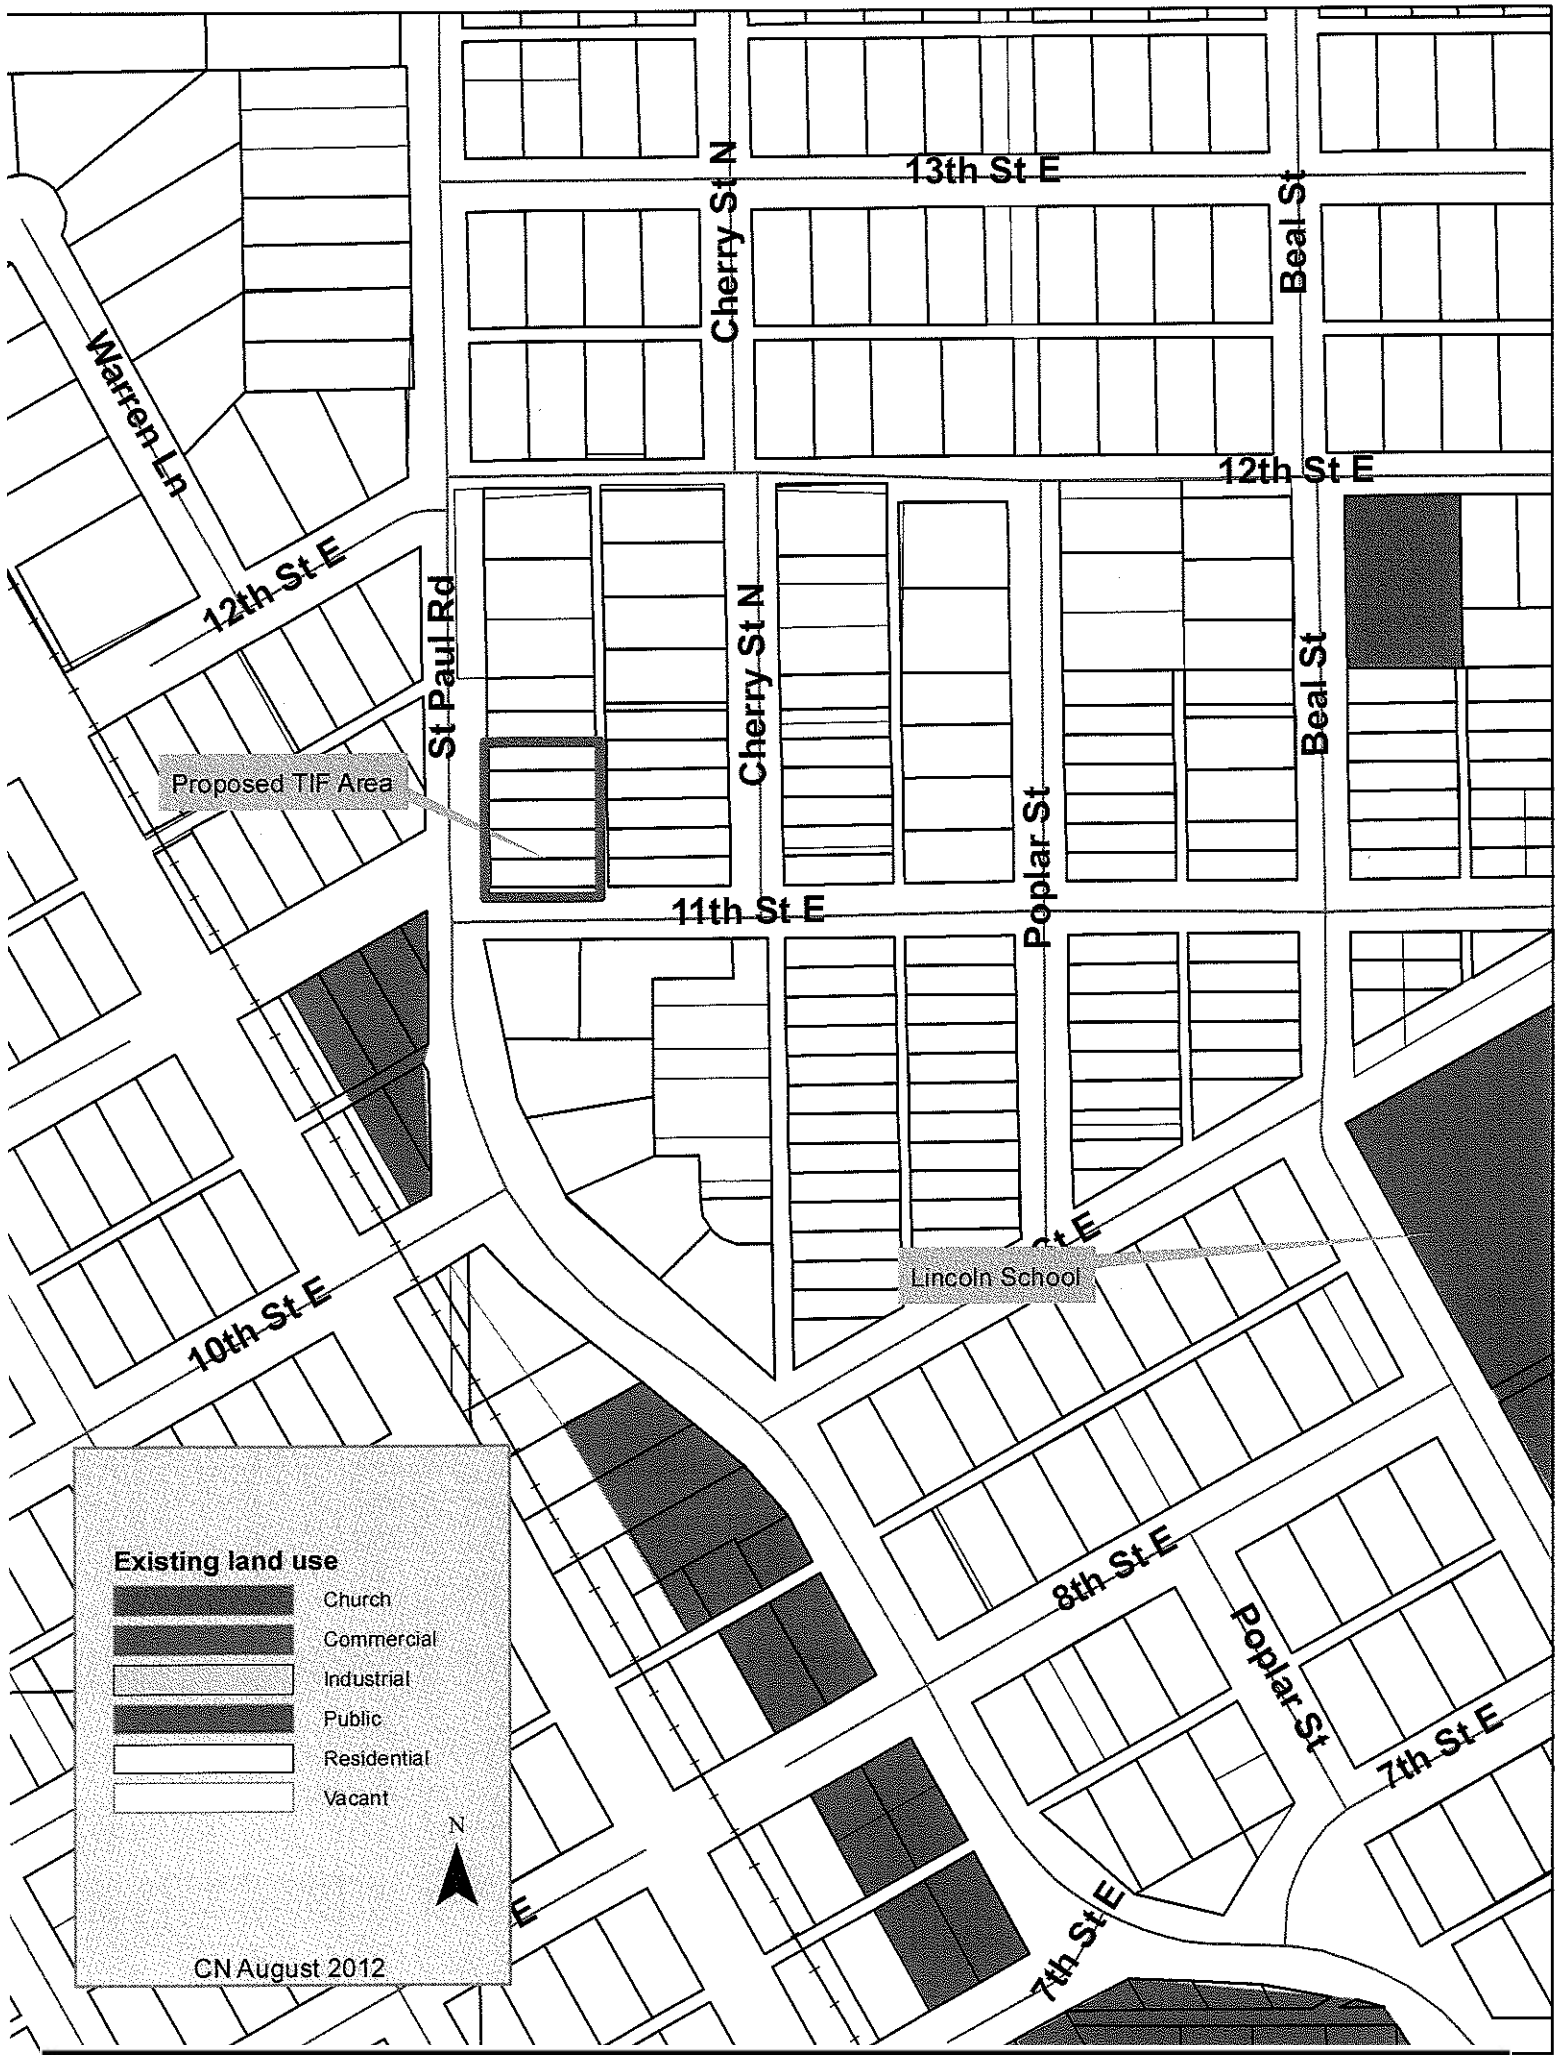 13th St E
Cherry St N
Beal St
Warren Ln
12th St E
12th St E
St Paul Rd
Cherry St N
Beal St
Proposed TIF Area
Poplar St
11th St E
St E
Lincoln School
10th St E
8th St E
Poplar St
7th St E
7th St E
E
Existing land use
Church
Commercial
Industrial
Public
Residential
Vacant
N
CN August 2012